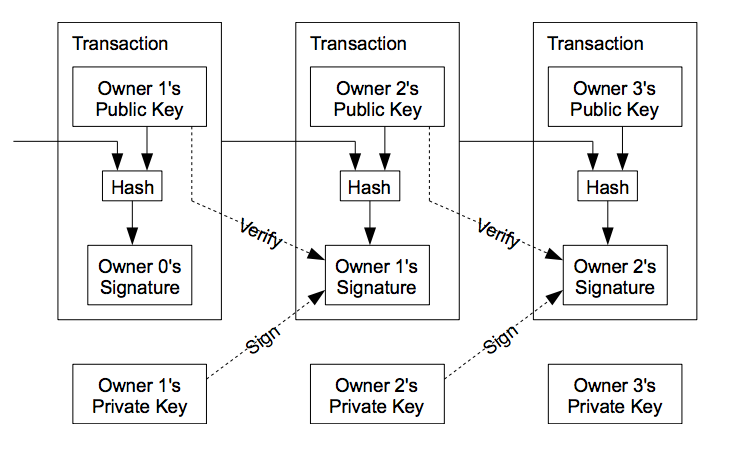 Transaction
Owner 1's
Public Key
Hash
Owner 0's
Signature
Transaction
Owner 2's
Public Key
Hash
Verify
Owner 1's
Signature
Transaction
Owner 3's
Public Key
Hash
Verify
Owner 2's
Signature
Sign
Sign
Owner 1's
Private Key
Owner 2's
Private Key
Owner 3's
Private Key